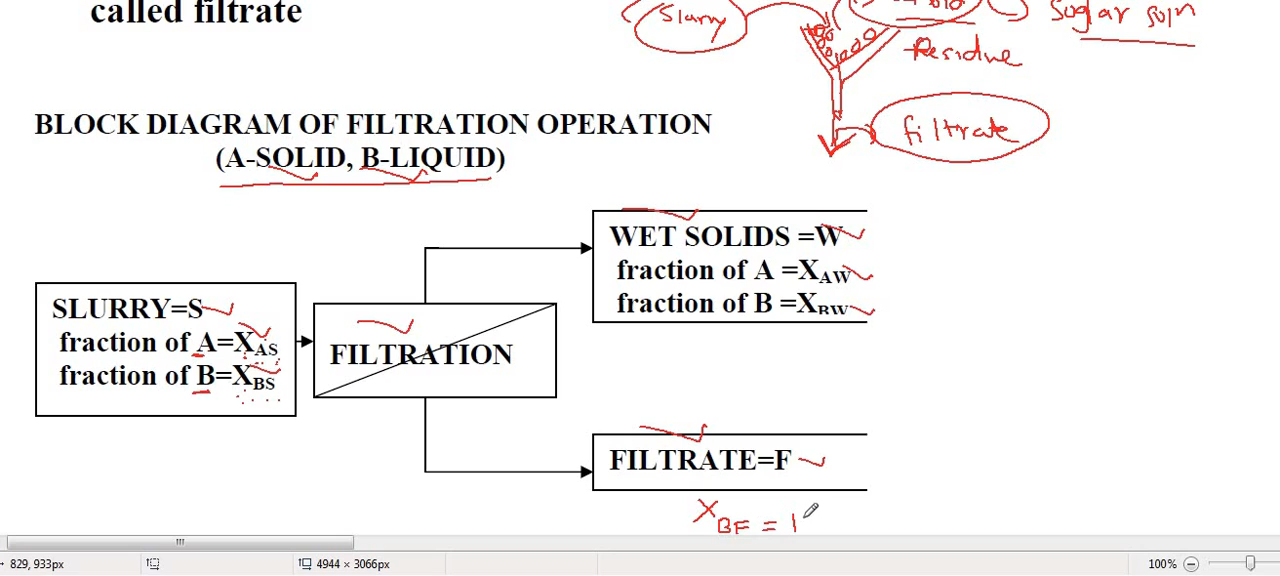 called filtrate
Slurry
Sugar soln
Residue
filtrate
BLOCK DIAGRAM OF FILTRATION OPERATION
(A-SOLID, B-LIQUID)
WET SOLIDS =W
fraction of A =XAW
fraction of B =XBW
SLURRY=S
fraction of A=XAS
fraction of B=XBS
FILTRATION
FILTRATE=F
XBF = 1
829, 933px
4944 × 3066px
100%